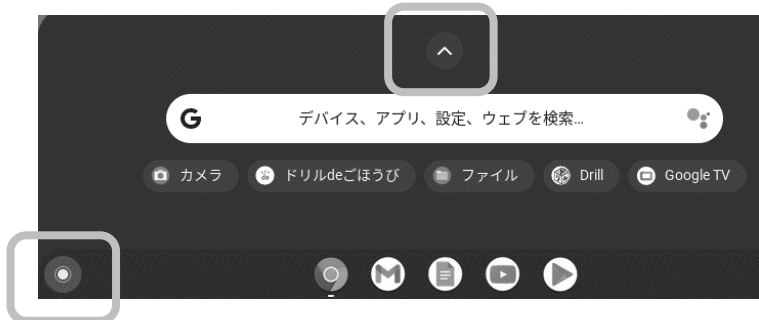 デバイス、アプリ、設定、ウェブを検索...
カメラ
ドリルdeごほうび
ファイル
Drill
Google TV